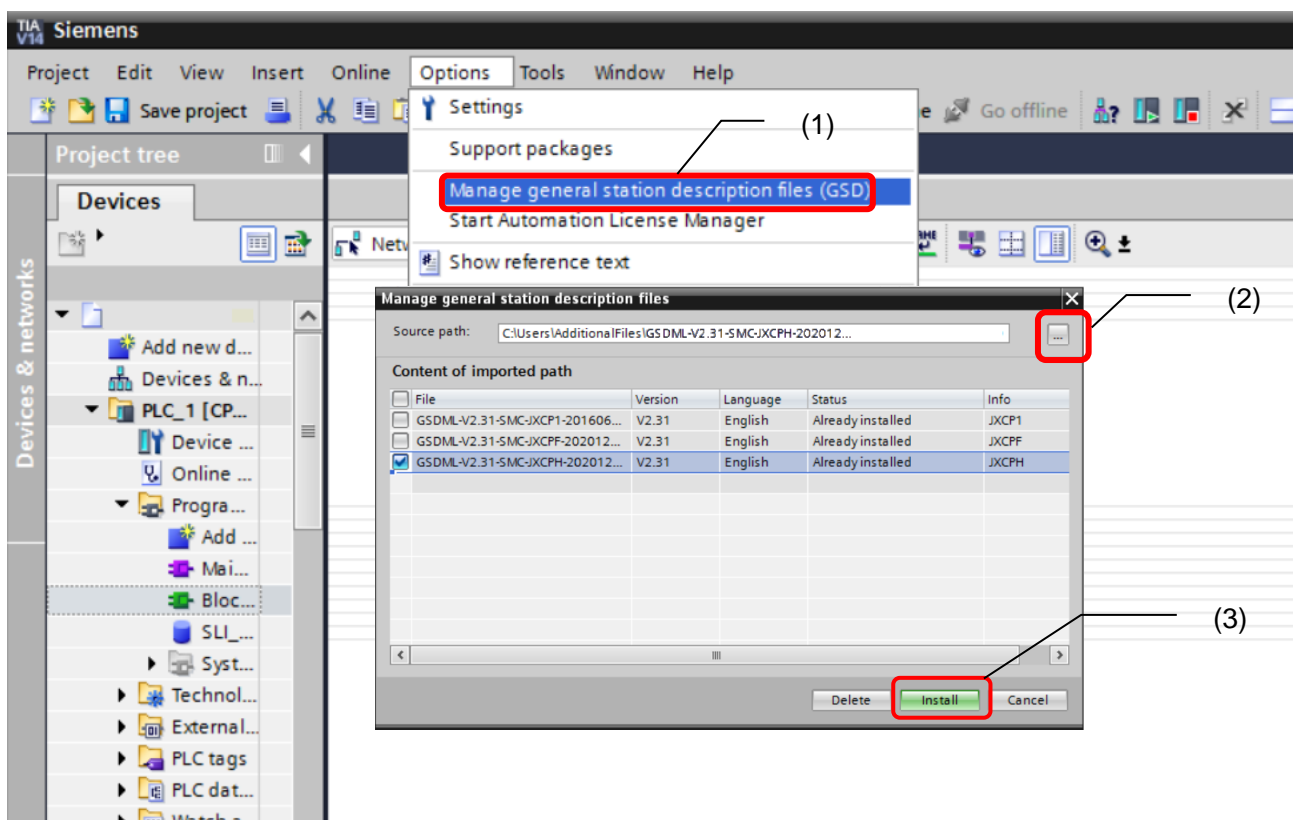 TIA V14 Siemens
Project Edit View Insert Online Options Tools Window Help
Save project
e Go offline
Settings
(1)
Support packages
Project tree
Manage general station description files (GSD)
Devices
Start Automation License Manager
Netw
Show reference text
Devices & networks
Manage general station description files
(2)
Source path: C:\Users\AdditionalFiles\GSDML-V2.31-SMC-JXCPH-202012...
...
Content of imported path
File Version Language Status Info
GSDML-V2.31-SMC-JXCP1-201606... V2.31 English Already installed JXCP1
GSDML-V2.31-SMC-JXCPF-202012... V2.31 English Already installed JXCPF
GSDML-V2.31-SMC-JXCPH-202012... V2.31 English Already installed JXCPH
Add new d...
Devices & n...
PLC_1 [CP...
Device ...
Online ...
Progra...
Add ...
Mai...
Bloc...
SLI_...
Syst...
Technol...
External...
PLC tags
PLC dat...
(3)
Delete Install Cancel